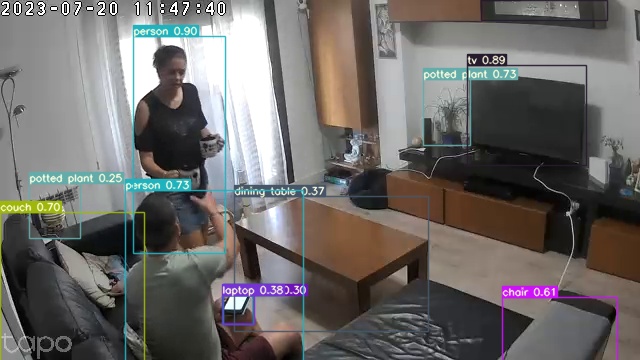 2023-07-20 11:47:40
person 0.90
tv 0.89
potted plant 0.73
potted plant 0.25
person 0.73
dining table 0.37
couch 0.70
laptop 0.38
0.30
chair 0.61
tapo